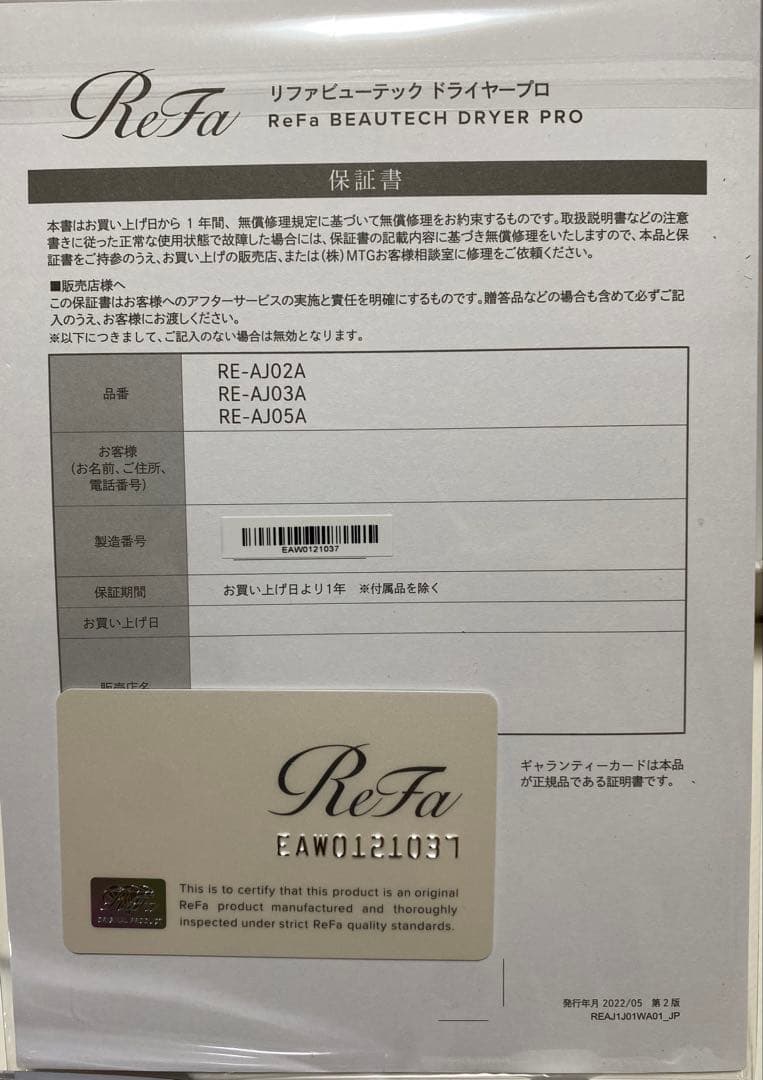 ReFa
リファビューテック ドライヤープロ
ReFa BEAUTECH DRYER PRO
保証書
本書はお買い上げ日から 1 年間、無償修理規定に基づいて無償修理をお約束するものです。取扱説明書などの注意
書きに従った正常な使用状態で故障した場合には、保証書の記載内容に基づき無償修理をいたしますので、本品と保
証書をご持参のうえ、お買い上げの販売店、または(株)MTGお客様相談室に修理をご依頼ください。
■販売店様へ
この保証書はお客様へのアフターサービスの実施と責任を明確にするものです。贈答品などの場合も含めて必ずご記
入のうえ、お客様にお渡しください。
※以下につきまして、ご記入のない場合は無効となります。
品番
RE-AJ02A
RE-AJ03A
RE-AJ05A
お客様
(お名前、ご住所、
電話番号)
製造番号
EAW0121037
保証期間
お買い上げ日より1年 ※付属品を除く
お買い上げ日
販売店名
ReFa
EAW0121037
This is to certify that this product is an original
ReFa product manufactured and thoroughly
inspected under strict ReFa quality standards.
ORIGINAL PRODUCT
ギャランティーカードは本品
が正規品である証明書です。
発行年月 2022/05 第2版
REAJ1J01WA01_JP